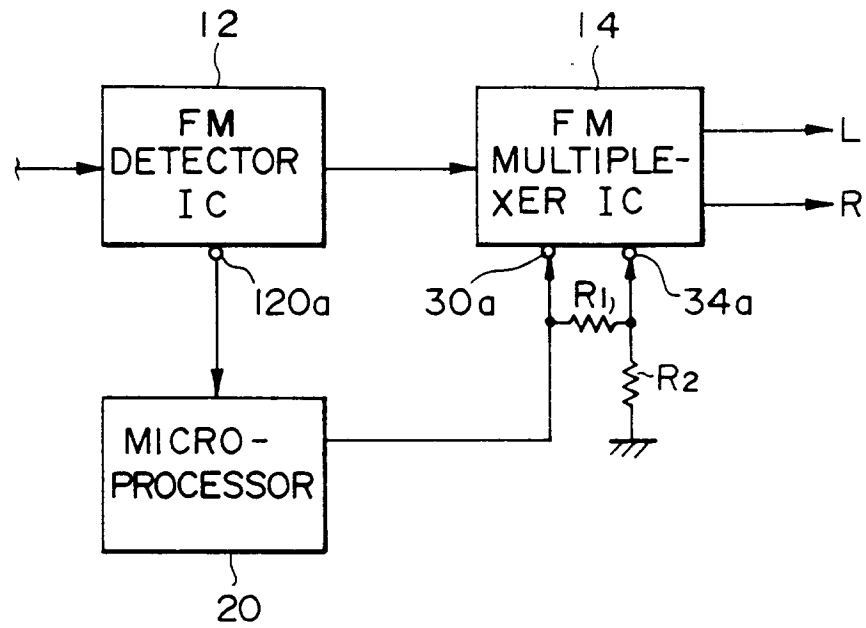 12
14
FM
DETECTOR
IC
FM
MULTIPLE-
XER IC
L
R
120a
30a
R1
34a
R2
MICRO-
PROCESSOR
20